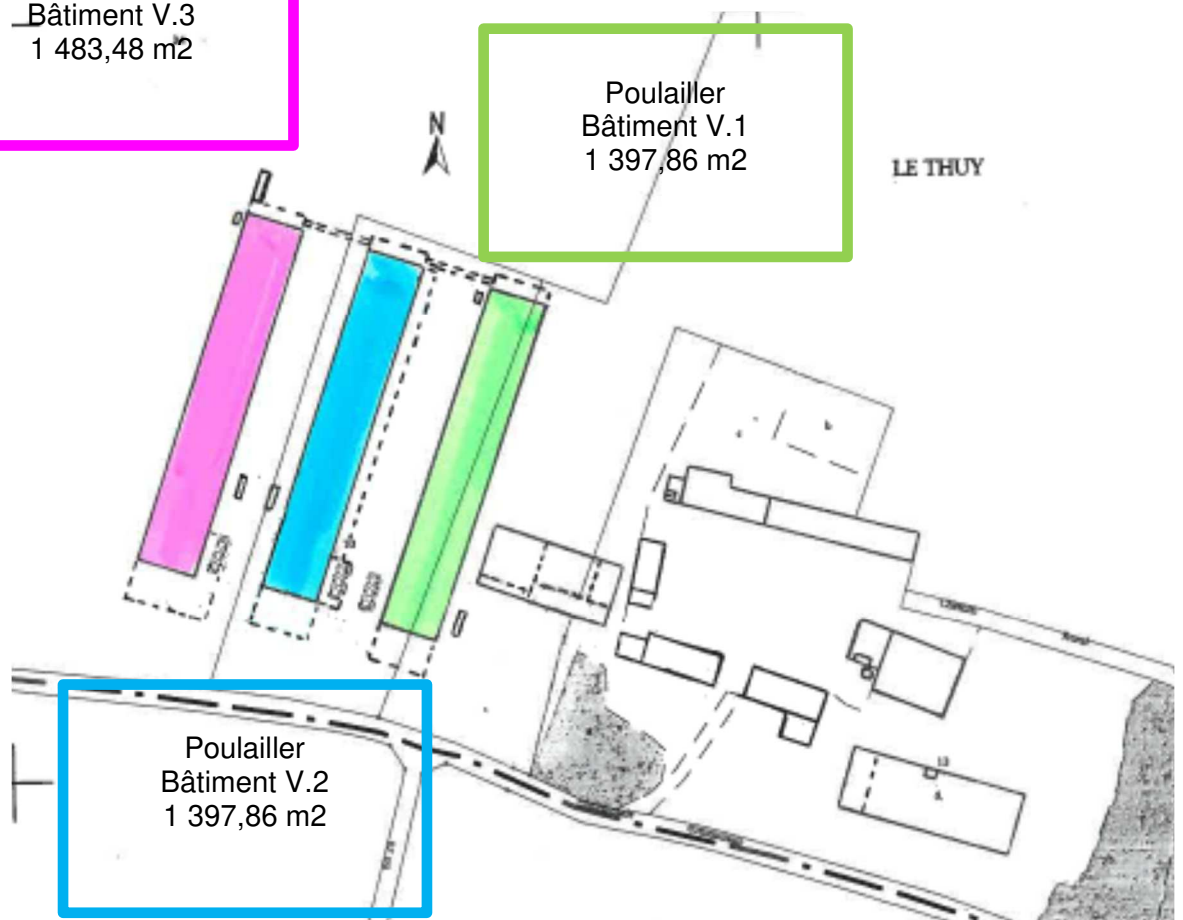 Bâtiment V.3
1 483,48 m2
Poulailler
Bâtiment V.1
1 397,86 m2
N
LE THUY
Poulailler
Bâtiment V.2
1 397,86 m2